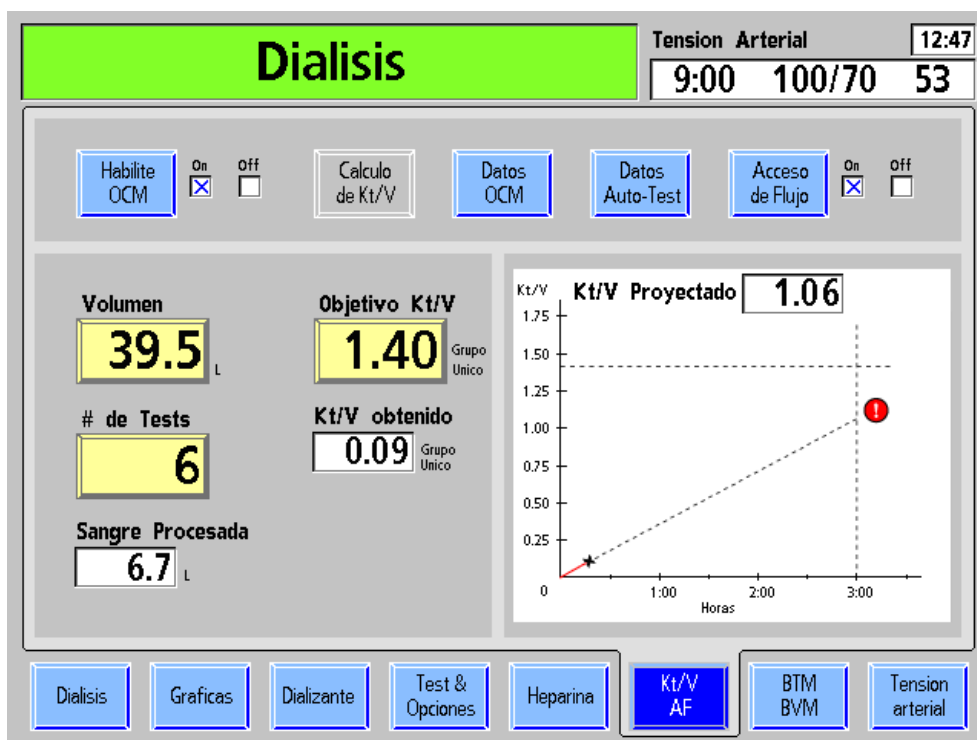 Dialisis
Tension Arterial 12:47
9:00 100/70 53
Habilite OCM
On Off
Calculo de Kt/V
Datos OCM
Datos Auto-Test
Acceso de Flujo
On Off
Volumen
39.5 L
Objetivo Kt/V
1.40 Grupo Unico
# de Tests
6
Kt/V obtenido
0.09 Grupo Unico
Sangre Procesada
6.7 L
Kt/V
Kt/V Proyectado 1.06
1.75
1.50
1.25
1.00
0.75
0.50
0.25
0 1:00 2:00 3:00
Horas
!
Dialisis
Graficas
Dializante
Test & Opciones
Heparina
Kt/V AF
BTM BVM
Tension arterial